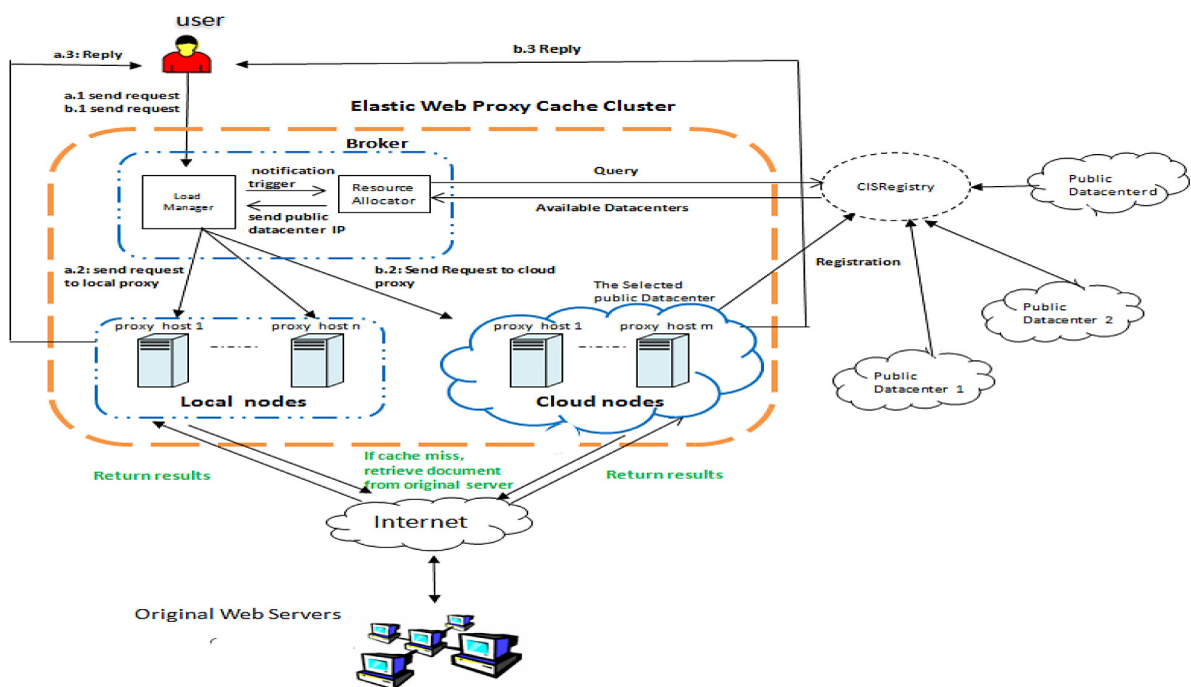 user
a.3: Reply
b.3 Reply
a.1 send request
b.1 send request
Elastic Web Proxy Cache Cluster
Broker
Load
Manager
notification
trigger
send public
datacenter IP
Resource
Allocator
Query
Available Datacenters
CISRegistry
Public
Datacenter d
a.2: send request
to local proxy
b.2: Send Request to cloud
proxy
Registration
The Selected
public Datacenter
Public
Datacenter 2
proxy host 1
proxy host n
proxy host 1
proxy host m
Public
Datacenter 1
Local nodes
Cloud nodes
Return results
If cache miss,
retrieve document
from original server
Return results
Internet
Original Web Servers